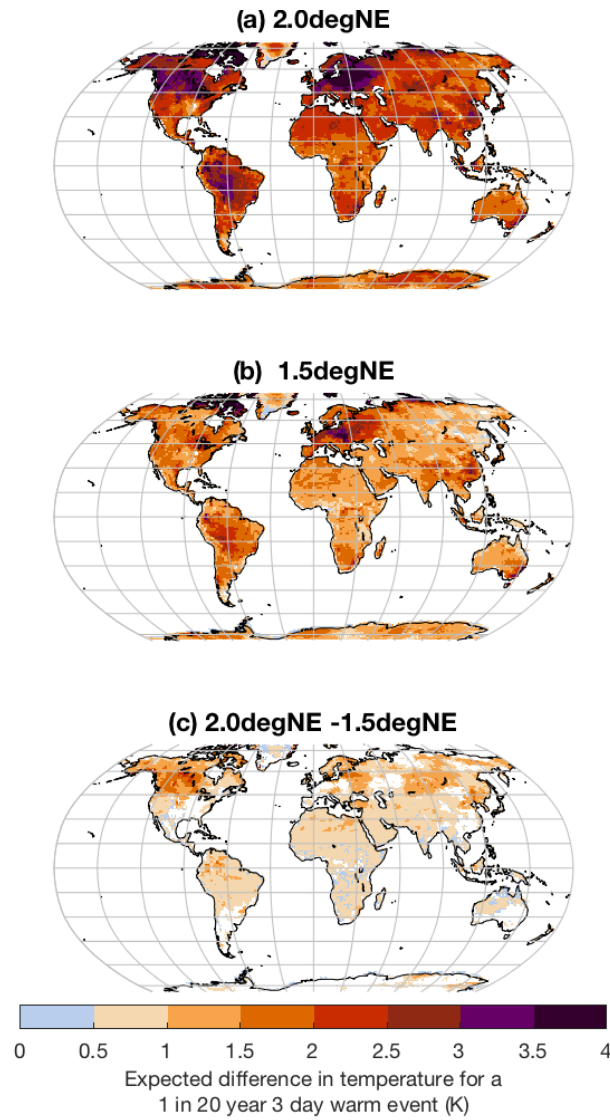 (a) 2.0degNE
(b) 1.5degNE
(c) 2.0degNE -1.5degNE
0 0.5 1 1.5 2 2.5 3 3.5 4
Expected difference in temperature for a
1 in 20 year 3 day warm event (K)